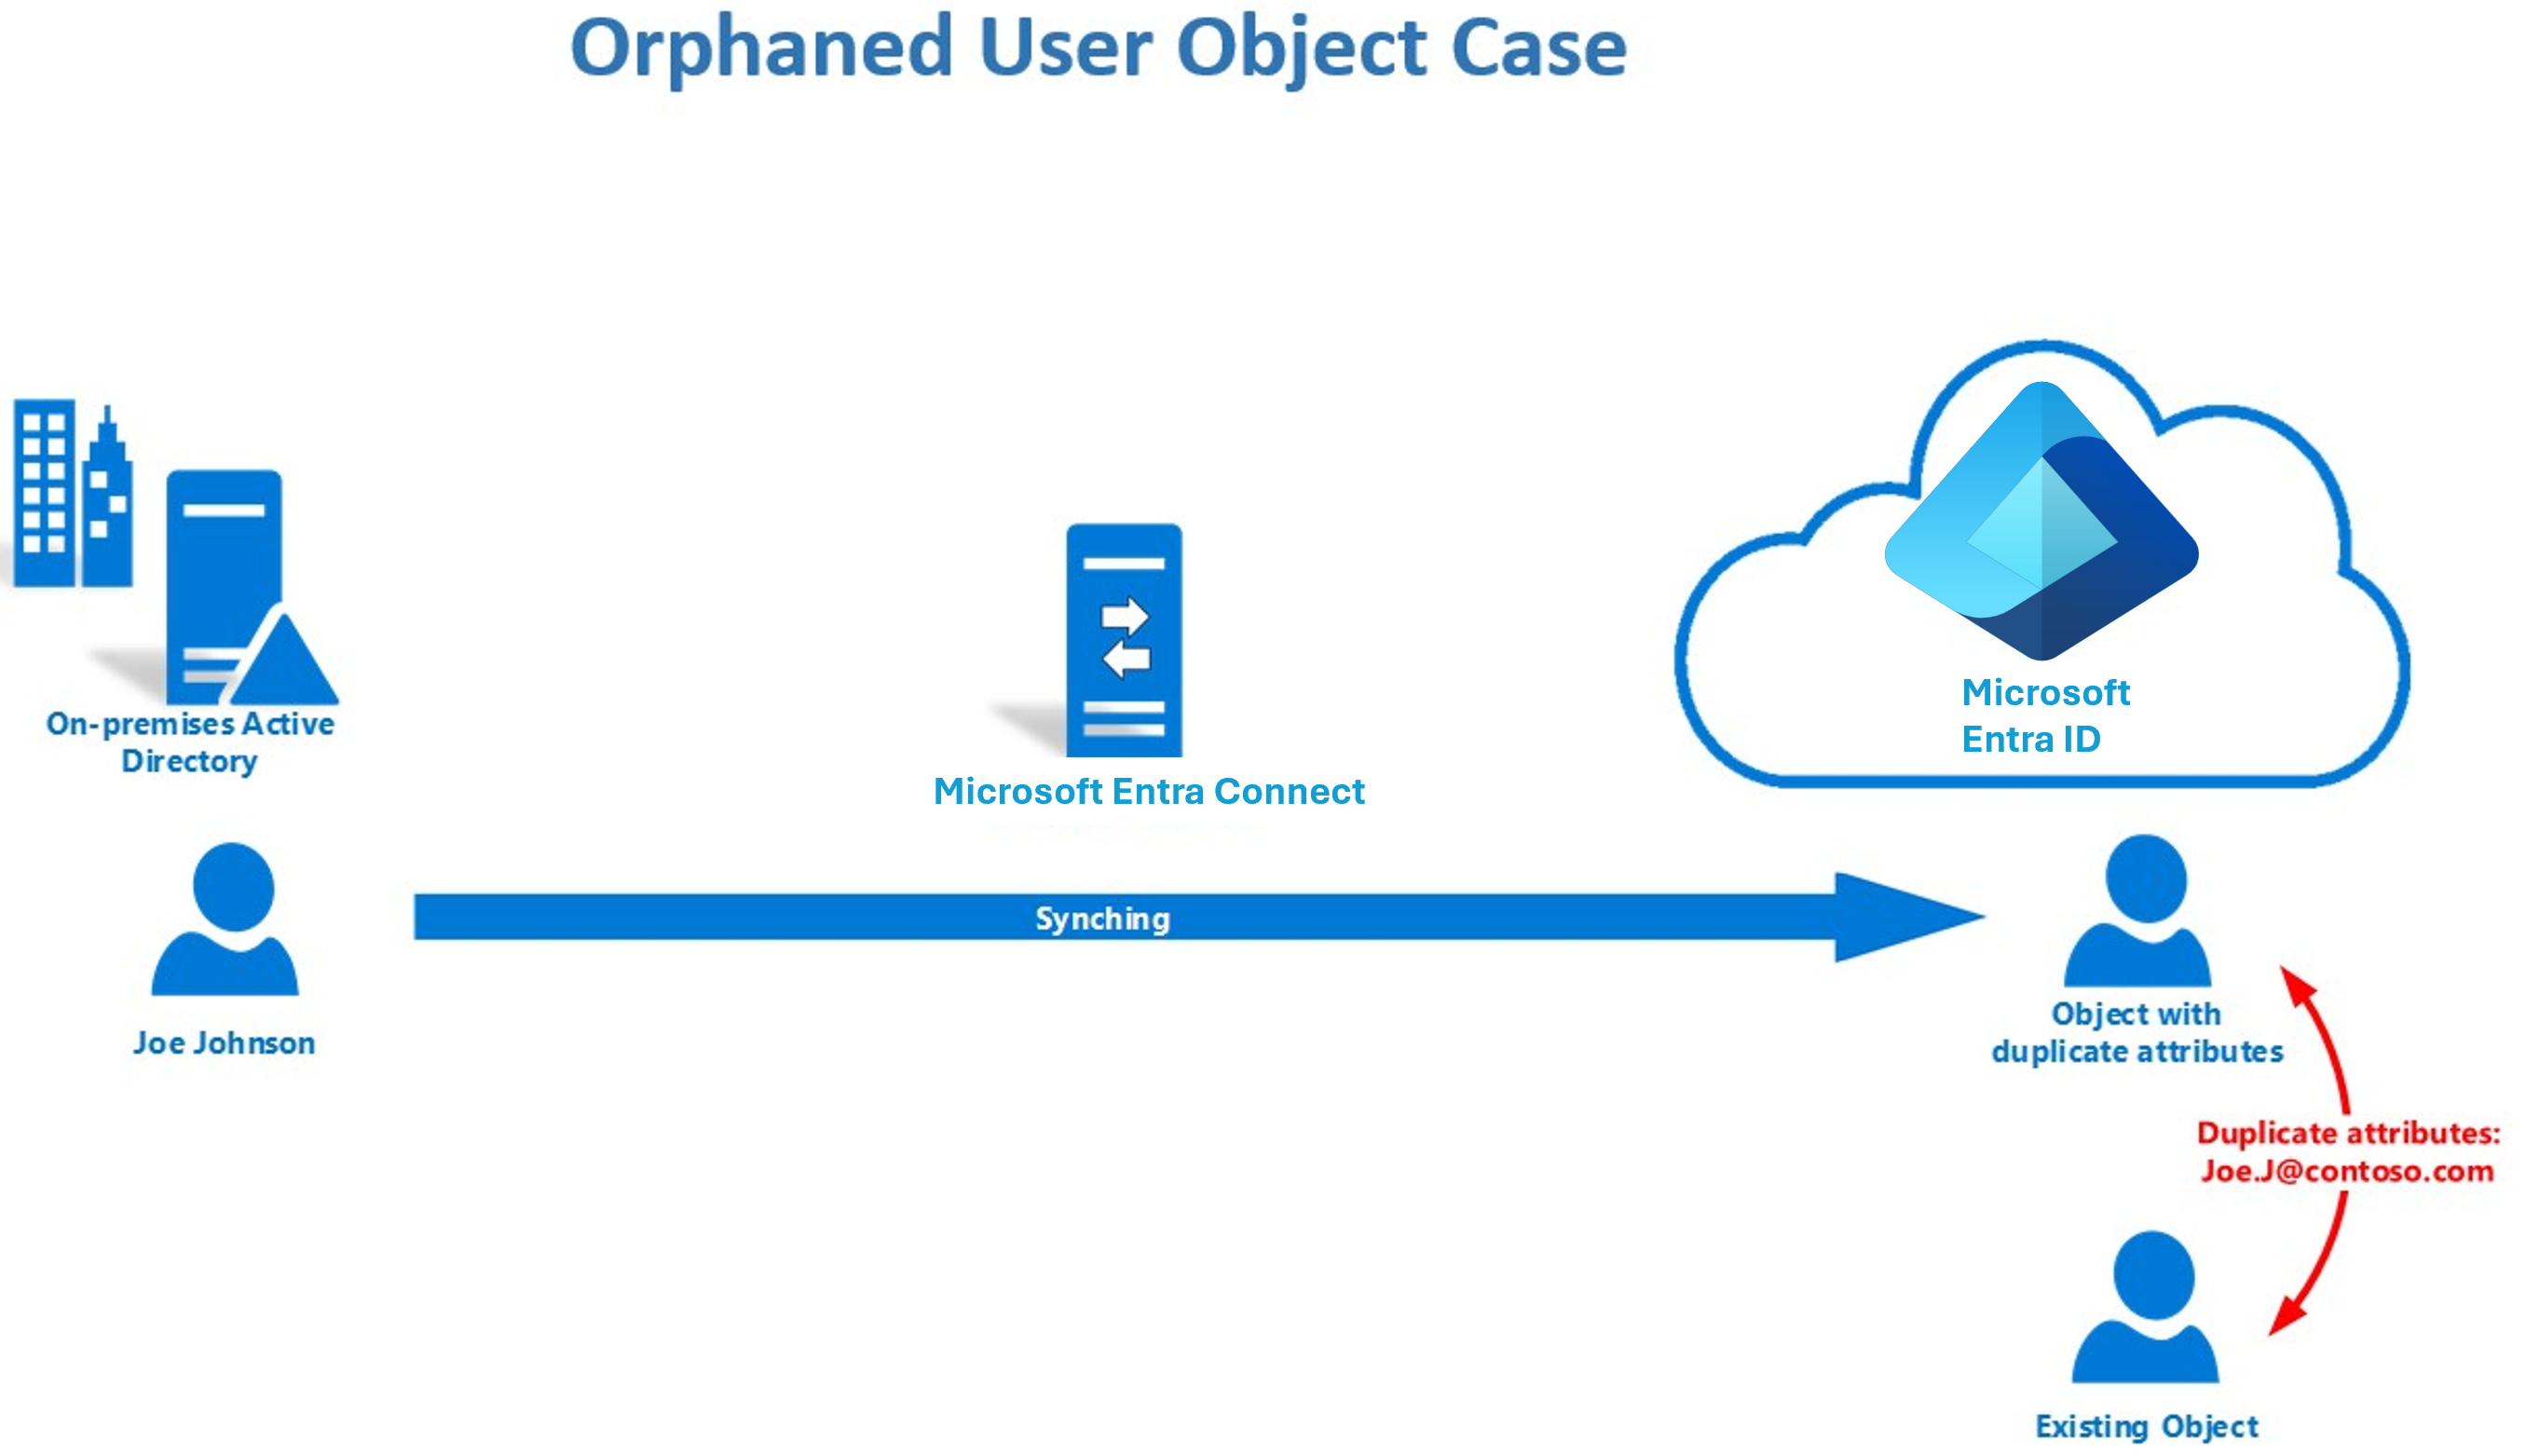 Orphaned User Object Case
On-premises Active
Directory
Microsoft Entra Connect
Microsoft
Entra ID
Synching
Joe Johnson
Object with
duplicate attributes
Duplicate attributes:
Joe.J@contoso.com
Existing Object